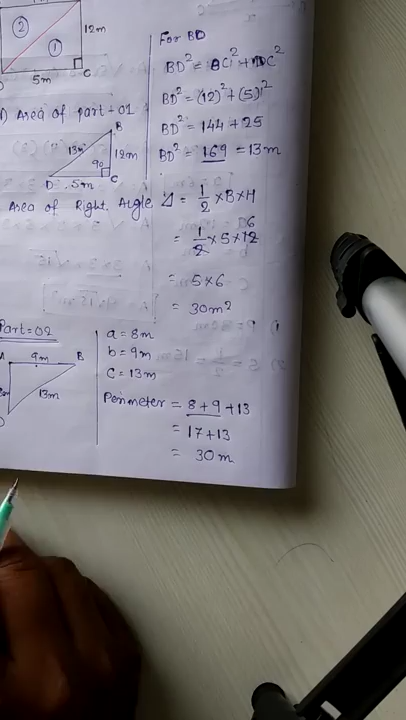 ② 12m
①
5m C
Area of part-01
B
13m 12m
90
D 5m C
For BD
BD² = BC² + DC²
BD² = (12)² + (5)²
BD² = 144 + 25
BD² = 169 = 13m
Area of Right Angle Δ = 1/2 × B × H
= 1/2 × 5 × 12 6
= 5×6
= 30m²
Part=02
A 9m B
13m
a = 8m
b = 9m
c = 13m
Perimeter = 8+9+13
= 17+13
= 30m